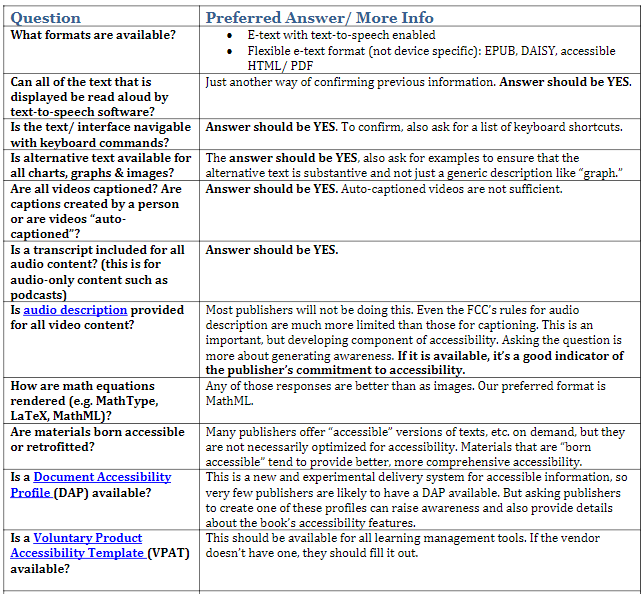 Question
Preferred Answer/ More Info
What formats are available?
• E-text with text-to-speech enabled
• Flexible e-text format (not device specific): EPUB, DAISY, accessible
HTML/ PDF
Can all of the text that is
displayed be read aloud by
text-to-speech software?
Just another way of confirming previous information. Answer should be YES.
Is the text/ interface navigable
with keyboard commands?
Answer should be YES. To confirm, also ask for a list of keyboard shortcuts.
Is alternative text available for
all charts, graphs & images?
The answer should be YES, also ask for examples to ensure that the
alternative text is substantive and not just a generic description like “graph.”
Are all videos captioned? Are
captions created by a person
or are videos “auto-
captioned”?
Answer should be YES. Auto-captioned videos are not sufficient.
Is a transcript included for all
audio content? (this is for
audio-only content such as
podcasts)
Answer should be YES.
Is audio description provided
for all video content?
Most publishers will not be doing this. Even the FCC’s rules for audio
description are much more limited than those for captioning. This is an
important, but developing component of accessibility. Asking the question
is more about generating awareness. If it is available, it’s a good indicator of
the publisher’s commitment to accessibility.
How are math equations
rendered (e.g. MathType,
LaTeX, MathML)?
Any of those responses are better than as images. Our preferred format is
MathML.
Are materials born accessible
or retrofitted?
Many publishers offer “accessible” versions of texts, etc. on demand, but they
are not necessarily optimized for accessibility. Materials that are “born
accessible” tend to provide better, more comprehensive accessibility.
Is a Document Accessibility
Profile (DAP) available?
This is a new and experimental delivery system for accessible information, so
very few publishers are likely to have a DAP available. But asking publishers
to create one of these profiles can raise awareness and also provide details
about the book’s accessibility features.
Is a Voluntary Product
Accessibility Template (VPAT)
available?
This should be available for all learning management tools. If the vendor
doesn’t have one, they should fill it out.